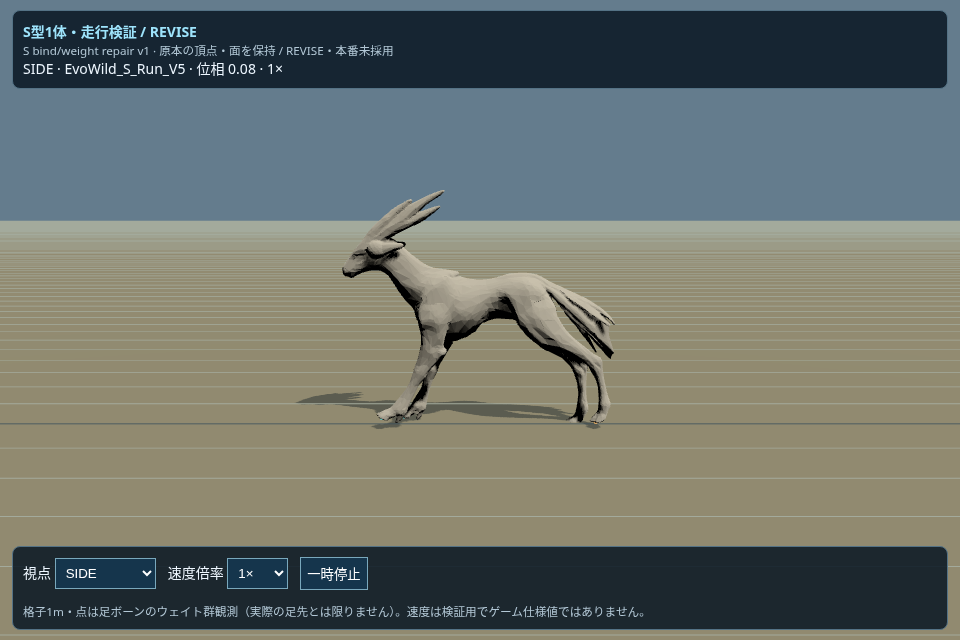 S型1体・走行検証 / REVISE
S bind/weight repair v1 · 原本の頂点・面を保持 / REVISE・本番未採用
SIDE · EvoWild_S_Run_V5 · 位相 0.08 · 1×
視点 SIDE 速度倍率 1× 一時停止
格子1m・点は足ボーンのウェイト群観測（実際の足先とは限りません）。速度は検証用でゲーム仕様値ではありません。